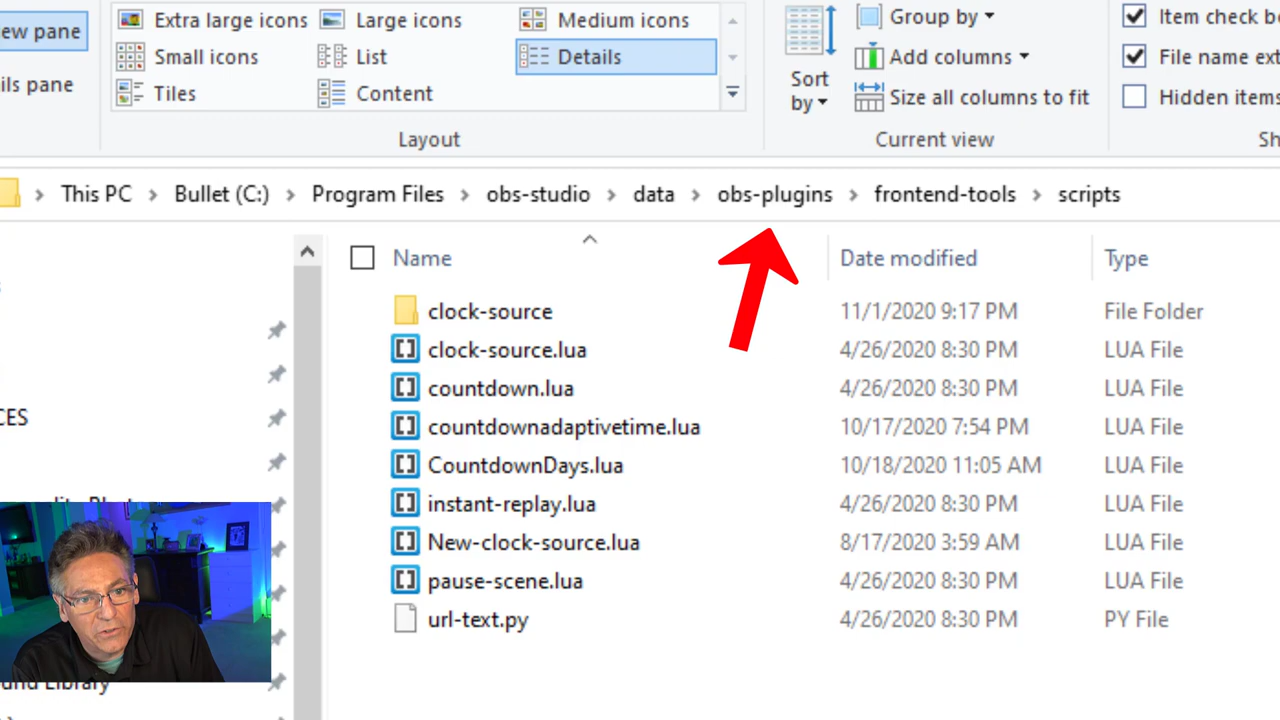 Extra large icons Large icons Medium icons Group by Item check
ew pane
Small icons List Details Add columns File name ext
ils pane Sort
Tiles Content by Size all columns to fit Hidden items
Layout Current view Sh
This PC Bullet (C:) Program Files obs-studio data obs-plugins frontend-tools scripts
Name Date modified Type
clock-source 11/1/2020 9:17 PM File Folder
clock-source.lua 4/26/2020 8:30 PM LUA File
countdown.lua 4/26/2020 8:30 PM LUA File
CES countdownadaptivetime.lua 10/17/2020 7:54 PM LUA File
CountdownDays.lua 10/18/2020 11:05 AM LUA File
instant-replay.lua 4/26/2020 8:30 PM LUA File
New-clock-source.lua 8/17/2020 3:59 AM LUA File
pause-scene.lua 4/26/2020 8:30 PM LUA File
url-text.py 4/26/2020 8:30 PM PY File
und Library